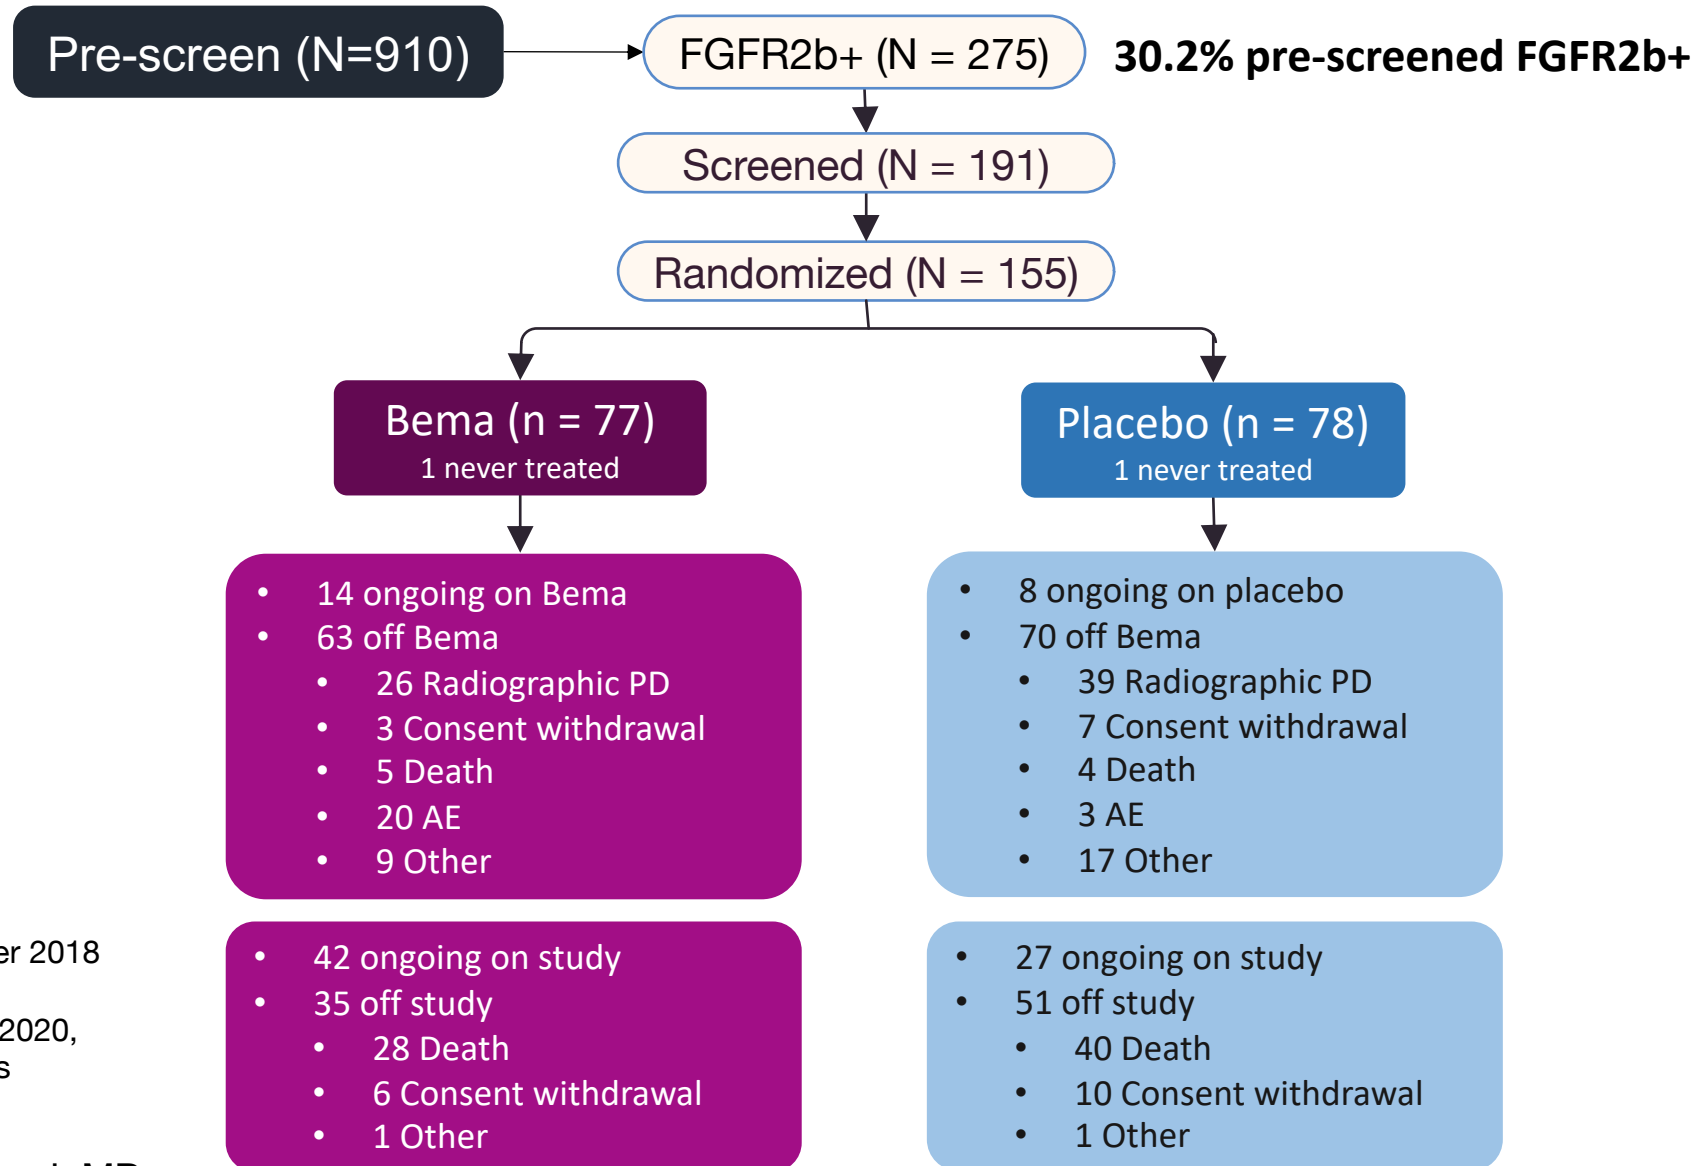 Pre-screen (N=910)
FGFR2b+ (N = 275)
30.2% pre-screened FGFR2b+
Screened (N = 191)
Randomized (N = 155)
Bema (n = 77)
1 never treated
Placebo (n = 78)
1 never treated
• 14 ongoing on Bema
• 63 off Bema
• 26 Radiographic PD
• 3 Consent withdrawal
• 5 Death
• 20 AE
• 9 Other
• 8 ongoing on placebo
• 70 off Bema
• 39 Radiographic PD
• 7 Consent withdrawal
• 4 Death
• 3 AE
• 17 Other
• 42 ongoing on study
• 35 off study
• 28 Death
• 6 Consent withdrawal
• 1 Other
• 27 ongoing on study
• 51 off study
• 40 Death
• 10 Consent withdrawal
• 1 Other
er 2018
2020,
s